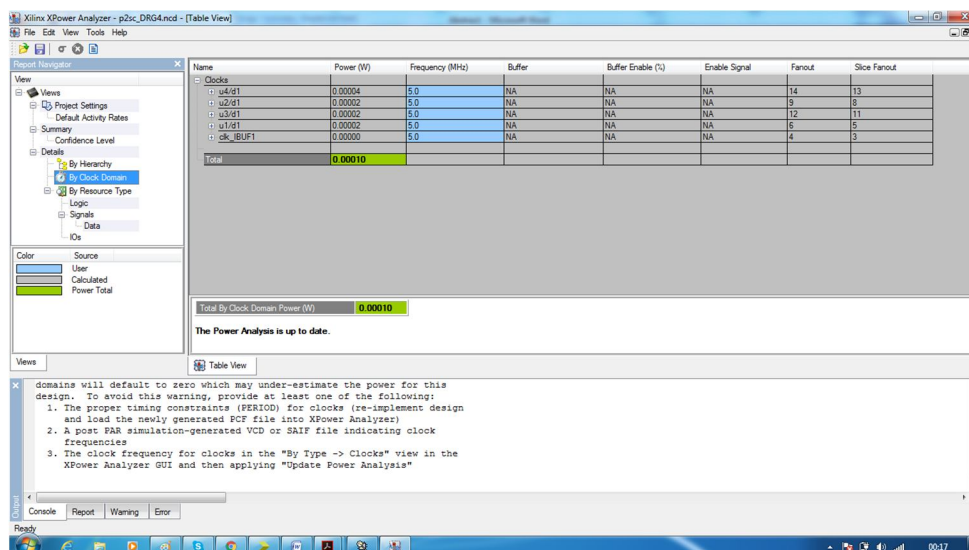 Xilinx XPower Analyzer - p2sc_DRG4.ncd - [Table View]
File Edit View Tools Help
Report Navigator
View
Views
Project Settings
Default Activity Rates
Summary
Confidence Level
Details
By Hierarchy
By Clock Domain
By Resource Type
Logic
Signals
Data
IOs
Color Source
User
Calculated
Power Total
Views
Name Power (W) Frequency (MHz) Buffer Buffer Enable (%) Enable Signal Fanout Slice Fanout
Clocks
u4/d1 0.00004 5.0 NA NA NA 14 13
u2/d1 0.00002 5.0 NA NA NA 9 8
u3/d1 0.00002 5.0 NA NA NA 12 11
u1/d1 0.00002 5.0 NA NA NA 6 5
clk_IBUF1 0.00000 5.0 NA NA NA 4 3
Total 0.00010
Total By Clock Domain Power (W) 0.00010
The Power Analysis is up to date.
Table View
domains will default to zero which may under-estimate the power for this
design. To avoid this warning, provide at least one of the following:
1. The proper timing constraints (PERIOD) for clocks (re-implement design
and load the newly generated PCF file into XPower Analyzer)
2. A post PAR simulation-generated VCD or SAIF file indicating clock
frequencies
3. The clock frequency for clocks in the "By Type -> Clocks" view in the
XPower Analyzer GUI and then applying "Update Power Analysis"
Output
Console Report Warning Error
Ready
00:17